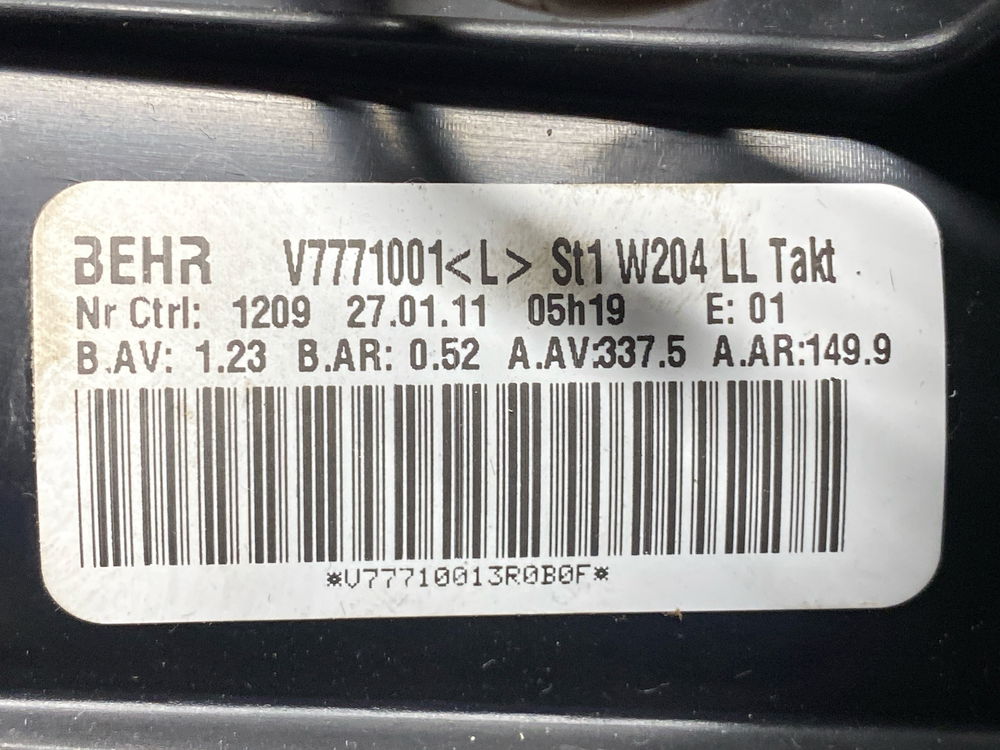 BEHR V7771001<L> St1 W204 LL Takt
Nr Ctrl: 1209 27.01.11 05h19 E: 01
B.AV: 1.23 B.AR: 0.52 A.AV:337.5 A.AR:149.9
*V77710013R0B0F*